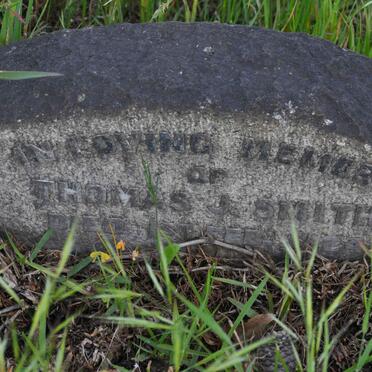 IN LOVING MEMORY
OF
THOMAS J. SMITH